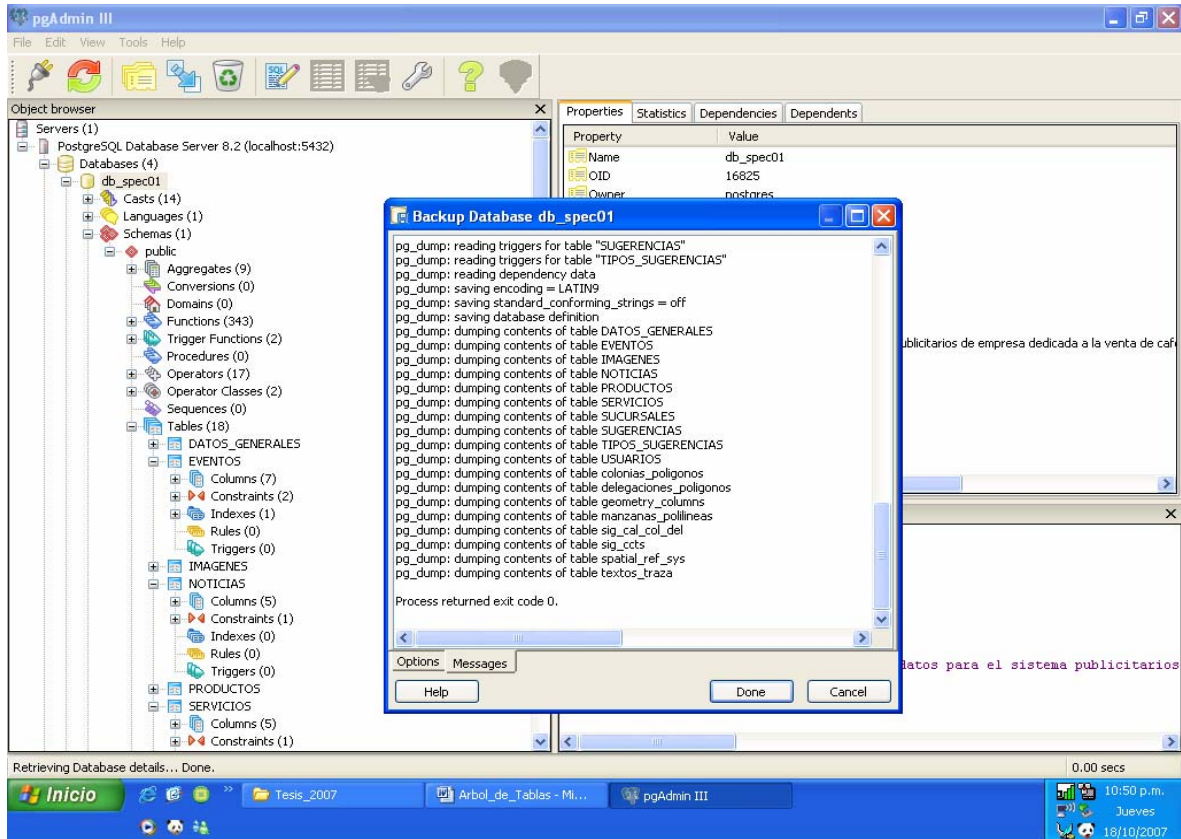 pgAdmin III
File Edit View Tools Help
Object browser
Servers (1)
PostgreSQL Database Server 8.2 (localhost:5432)
Databases (4)
db_spec01
Casts (14)
Languages (1)
Schemas (1)
public
Aggregates (9)
Conversions (0)
Domains (0)
Functions (343)
Trigger Functions (2)
Procedures (0)
Operators (17)
Operator Classes (2)
Sequences (0)
Tables (18)
DATOS_GENERALES
EVENTOS
Columns (7)
Constraints (2)
Indexes (1)
Rules (0)
Triggers (0)
IMAGENES
NOTICIAS
Columns (5)
Constraints (1)
Indexes (0)
Rules (0)
Triggers (0)
PRODUCTOS
SERVICIOS
Columns (5)
Constraints (1)
Properties Statistics Dependencies Dependents
Property Value
Name db_spec01
OID 16825
Owner postgres
ublicitarios de empresa dedicada a la venta de caf
datos para el sistema publicitarios
Backup Database db_spec01
pg_dump: reading triggers for table "SUGERENCIAS"
pg_dump: reading triggers for table "TIPOS_SUGERENCIAS"
pg_dump: reading dependency data
pg_dump: saving encoding = LATIN9
pg_dump: saving standard_conforming_strings = off
pg_dump: saving database definition
pg_dump: dumping contents of table DATOS_GENERALES
pg_dump: dumping contents of table EVENTOS
pg_dump: dumping contents of table IMAGENES
pg_dump: dumping contents of table NOTICIAS
pg_dump: dumping contents of table PRODUCTOS
pg_dump: dumping contents of table SERVICIOS
pg_dump: dumping contents of table SUCURSALES
pg_dump: dumping contents of table SUGERENCIAS
pg_dump: dumping contents of table TIPOS_SUGERENCIAS
pg_dump: dumping contents of table USUARIOS
pg_dump: dumping contents of table colonias_poligonos
pg_dump: dumping contents of table delegaciones_poligonos
pg_dump: dumping contents of table geometry_columns
pg_dump: dumping contents of table manzanas_polilineas
pg_dump: dumping contents of table sig_cal_col_del
pg_dump: dumping contents of table sig_ccts
pg_dump: dumping contents of table spatial_ref_sys
pg_dump: dumping contents of table textos_traza
Process returned exit code 0.
Options Messages
Help Done Cancel
Retrieving Database details... Done. 0.00 secs
Inicio Tesis_2007 Arbol_de_Tablas - Mi... pgAdmin III
10:50 p.m.
Jueves
18/10/2007